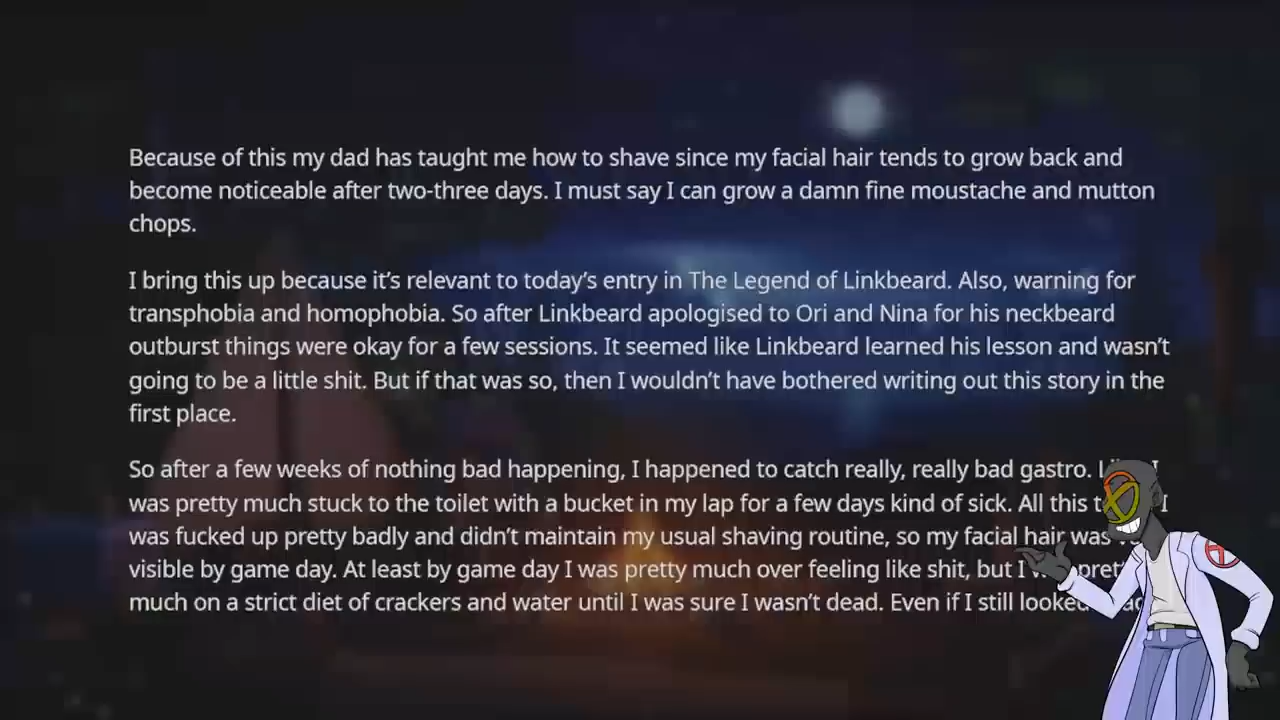 Because of this my dad has taught me how to shave since my facial hair tends to grow back and
become noticeable after two-three days. I must say I can grow a damn fine moustache and mutton
chops.
I bring this up because it’s relevant to today’s entry in The Legend of Linkbeard. Also, warning for
transphobia and homophobia. So after Linkbeard apologised to Ori and Nina for his neckbeard
outburst things were okay for a few sessions. It seemed like Linkbeard learned his lesson and wasn’t
going to be a little shit. But if that was so, then I wouldn’t have bothered writing out this story in the
first place.
So after a few weeks of nothing bad happening, I happened to catch really, really bad gastro. I
was pretty much stuck to the toilet with a bucket in my lap for a few days kind of sick. All this I
was fucked up pretty badly and didn’t maintain my usual shaving routine, so my facial hair was
visible by game day. At least by game day I was pretty much over feeling like shit, but I
much on a strict diet of crackers and water until I was sure I wasn’t dead. Even if I still looked